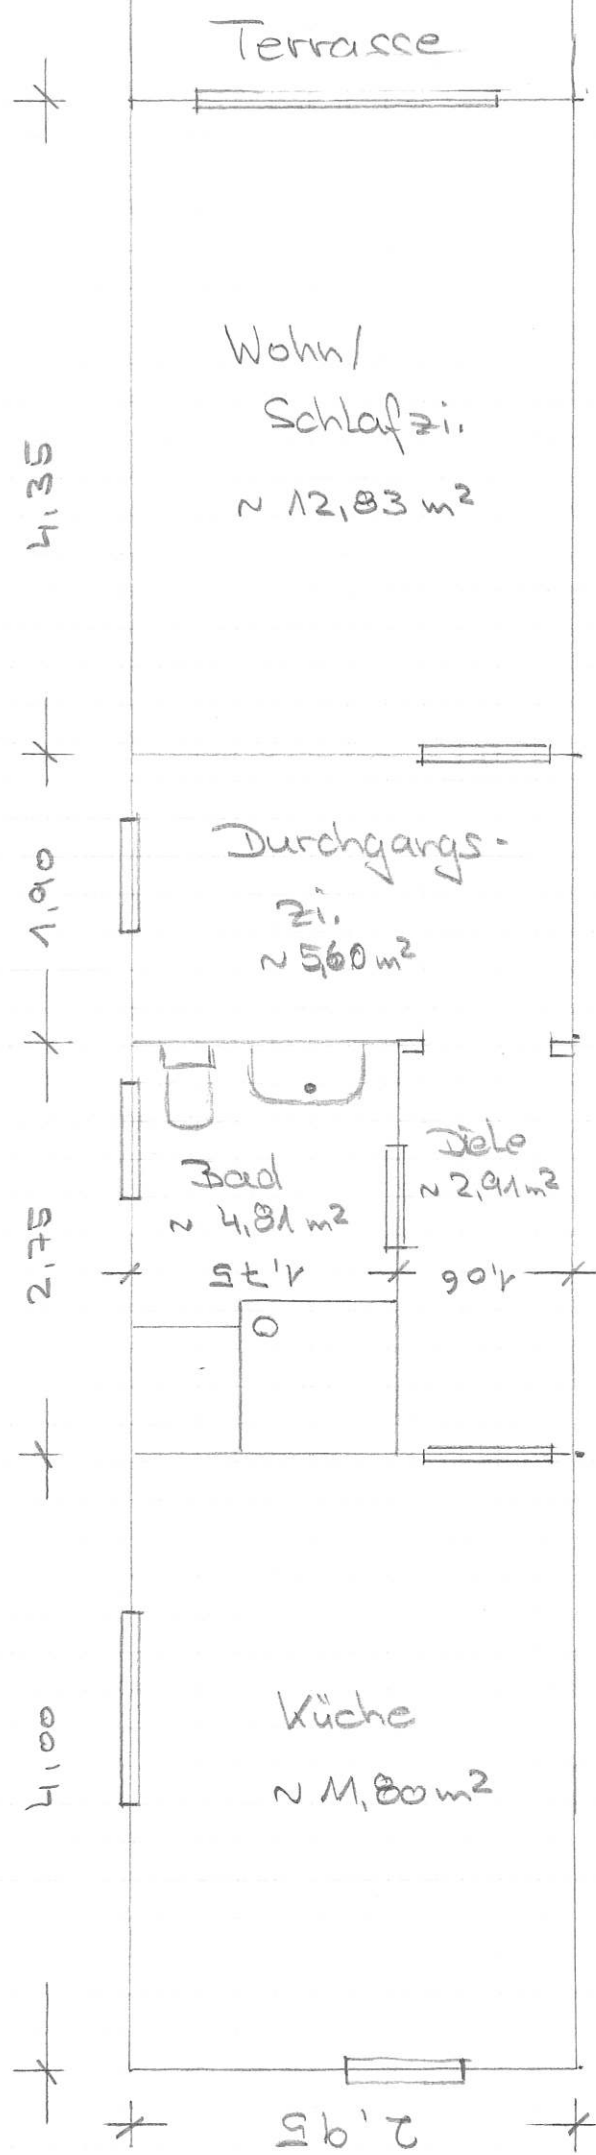 Terrasse
Wohn/
Schlafzi.
~ 12,83 m²
4,35
Durchgangs-
zi.
~ 5,60 m²
1,90
Diele
~ 2,91 m²
Bad
~ 4,81 m²
2,75
1,75
1,06
Küche
~ 11,80 m²
4,00
2,95